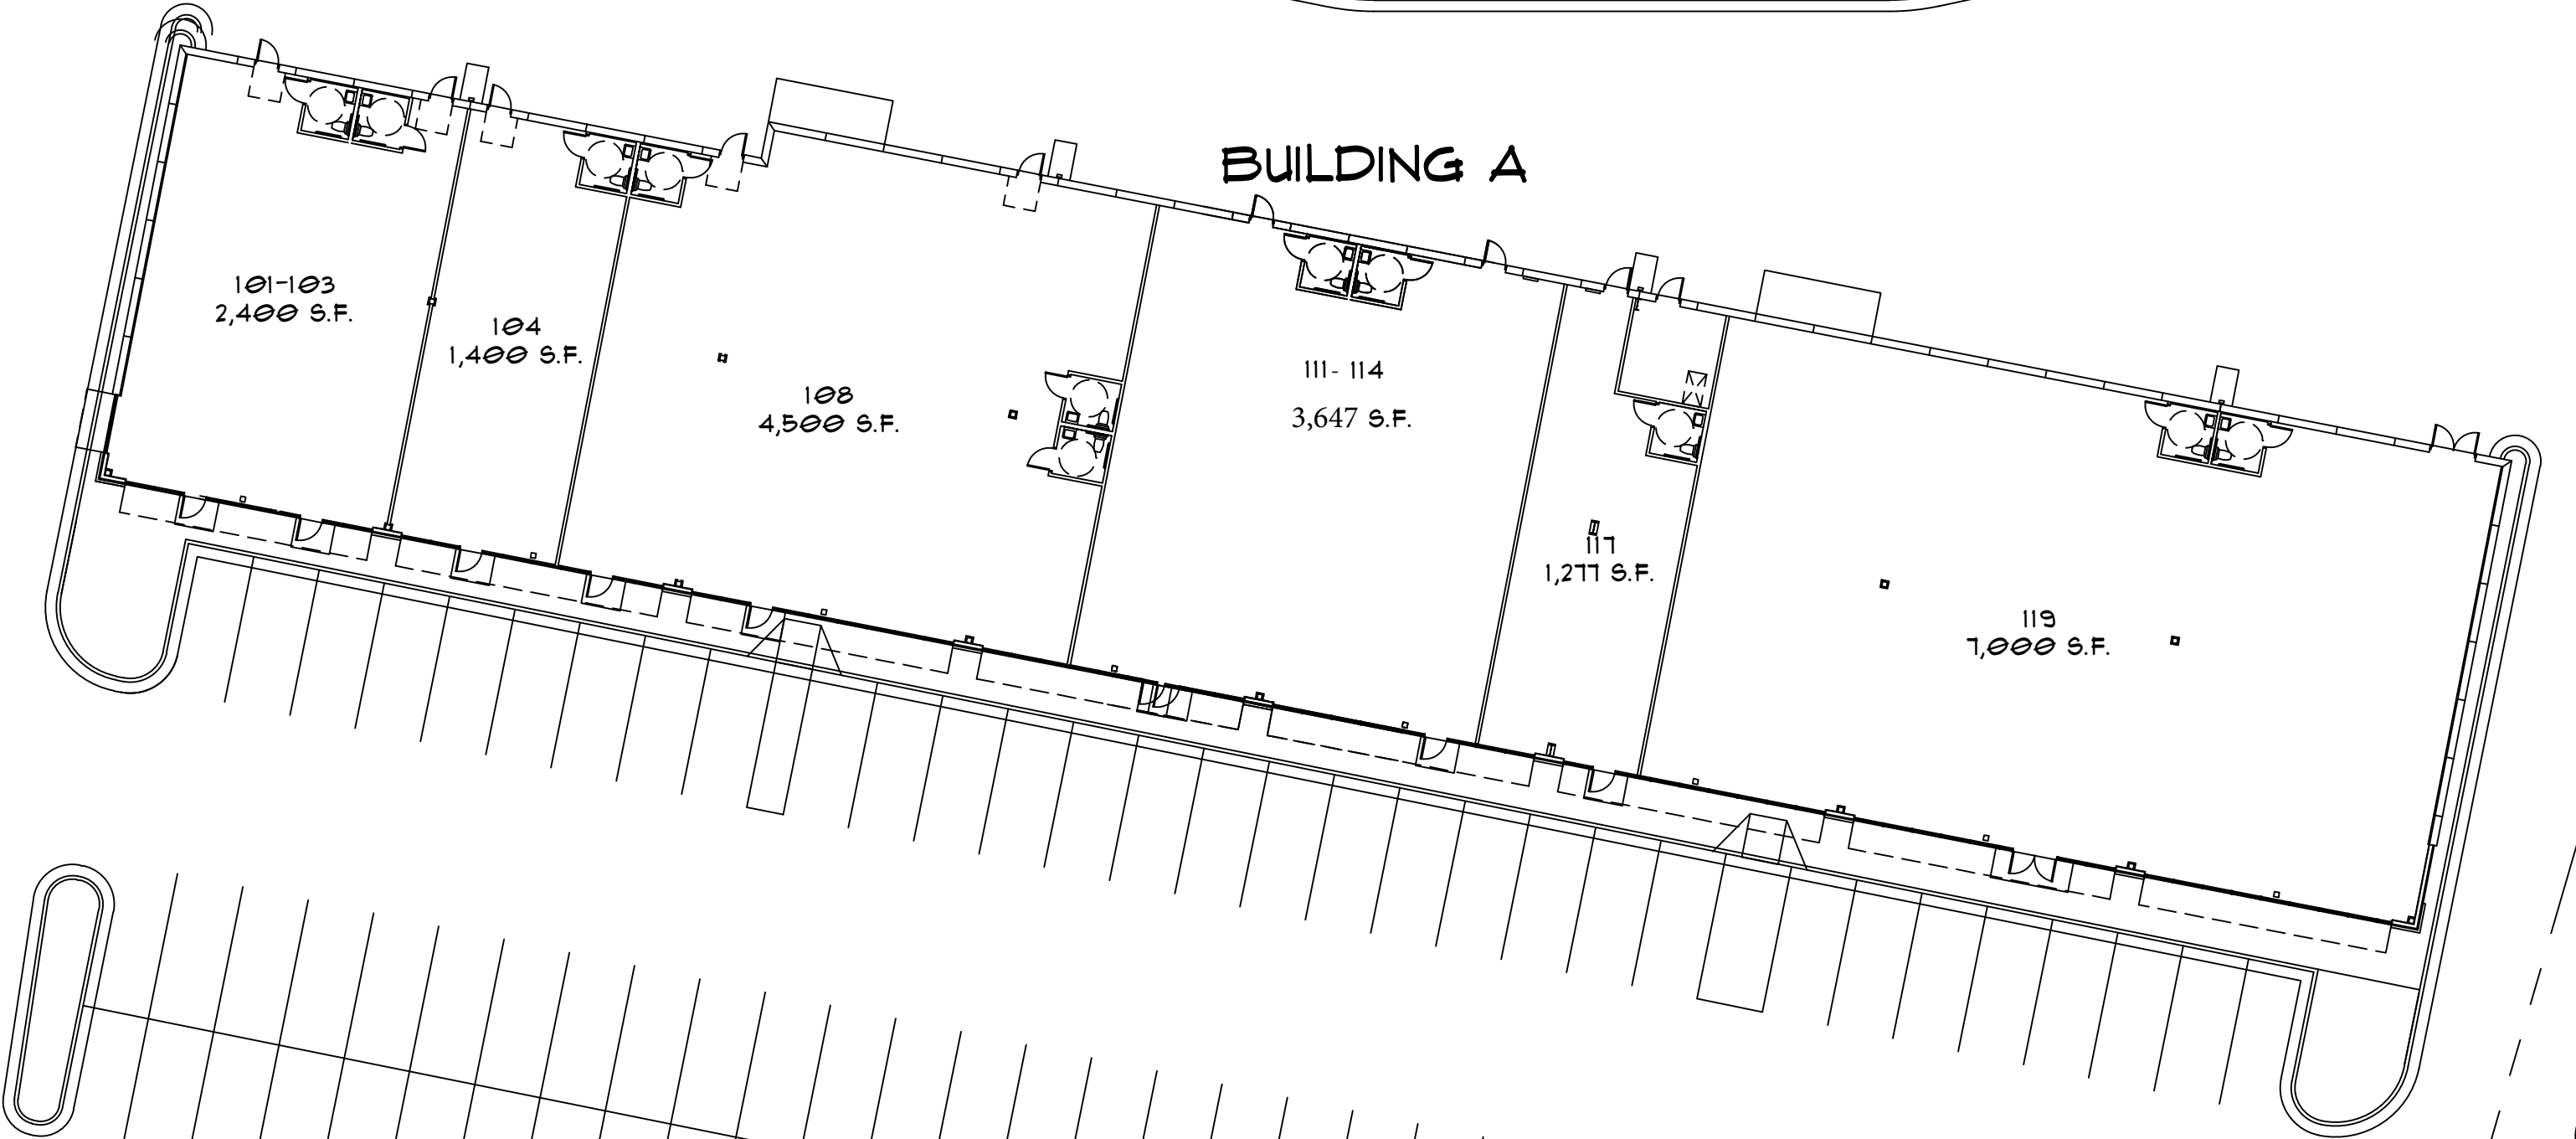 BUILDING A
101-103
2,400 S.F.
104
1,400 S.F.
108
4,500 S.F.
111- 114
3,647 S.F.
117
1,277 S.F.
119
7,000 S.F.